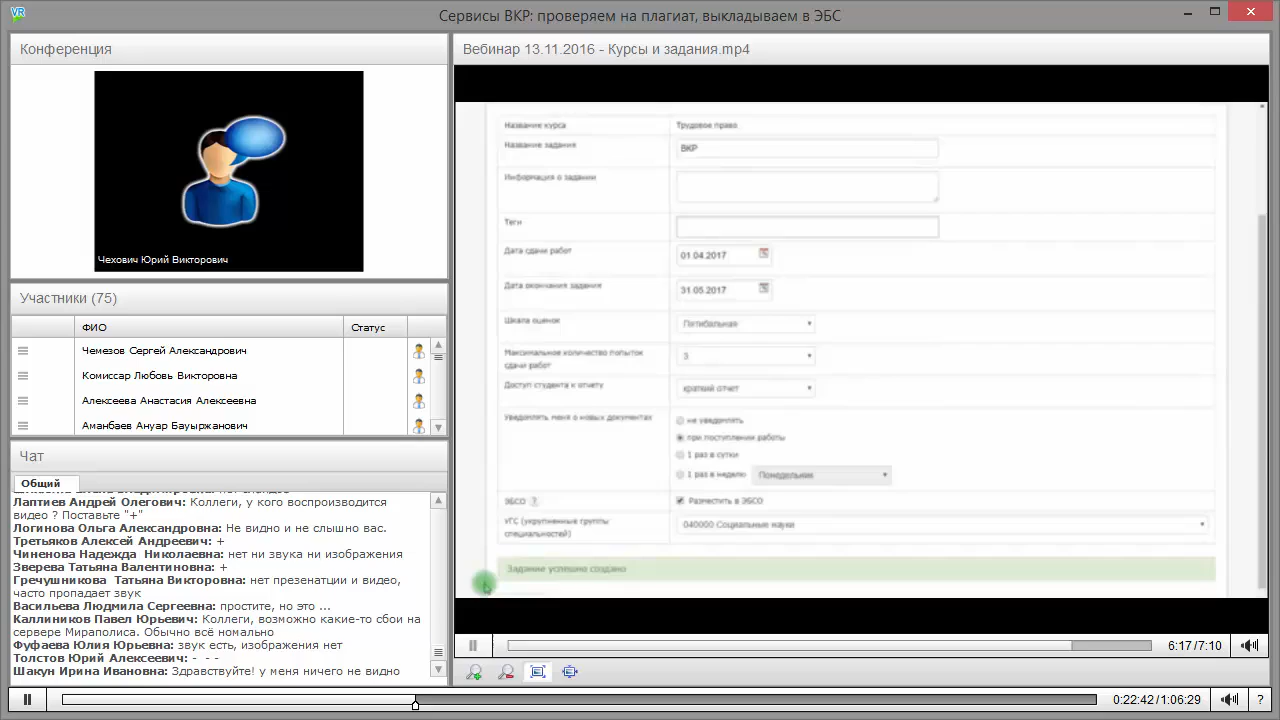 VR
Сервисы ВКР: проверяем на плагиат, выкладываем в ЭБС
Конференция
Чехович Юрий Викторович
Участники (75)
ФИО Статус
Чемезов Сергей Александрович
Комиссар Любовь Викторовна
Алексеева Анастасия Алексеевна
Аманбаев Ануар Бауыржанович
Чат
Общий
Лаптиев Андрей Олегович: Коллеги, у кого воспроизводится
видео? Поставьте "+"
Логинова Ольга Александровна: Нет, и вообще не слышно вас.
Третьяков Алексей Андреевич: +
Чиненова Надежда Николаевна: нет ни звука ни изображения
Зверева Татьяна Валентиновна: +
Гречушникова Татьяна Викторовна: нет презенатции и видео,
часто пропадает звук
Васильева Людмила Сергеевна: простите, но это ...
Каллиников Павел Юрьевич: Коллеги, возможно какие-то сбои на
сервере Мираполиса. Обычно всё номально
Фуфаева Юлия Юрьевна: звук есть, изображения нет
Толстов Юрий Алексеевич: - - -
Шакун Ирина Ивановна: Здравствуйте! у меня ничего не видно
Вебинар 13.11.2016 - Курсы и задания.mp4
Название курса Трудовое право
Название задания ВКР
Информация о задании
Теги
Дата сдачи работ 01.04.2017
Дата окончания задания 31.05.2017
Шкала оценок Пятибальная
Максимальное количество попыток
сдачи работ 3
Доступ студента к отчету краткий отчет
Уведомлять меня о новых документах не уведомлять
при поступлении работы
1 раз в сутки
1 раз в неделю Понедельник
ЭБСО ? Разместить в ЭБСО
УГС (укрупненные группы
специальностей) 040000 Социальные науки
Задание успешно создано
6:17/7:10
0:22:42/1:06:29
?